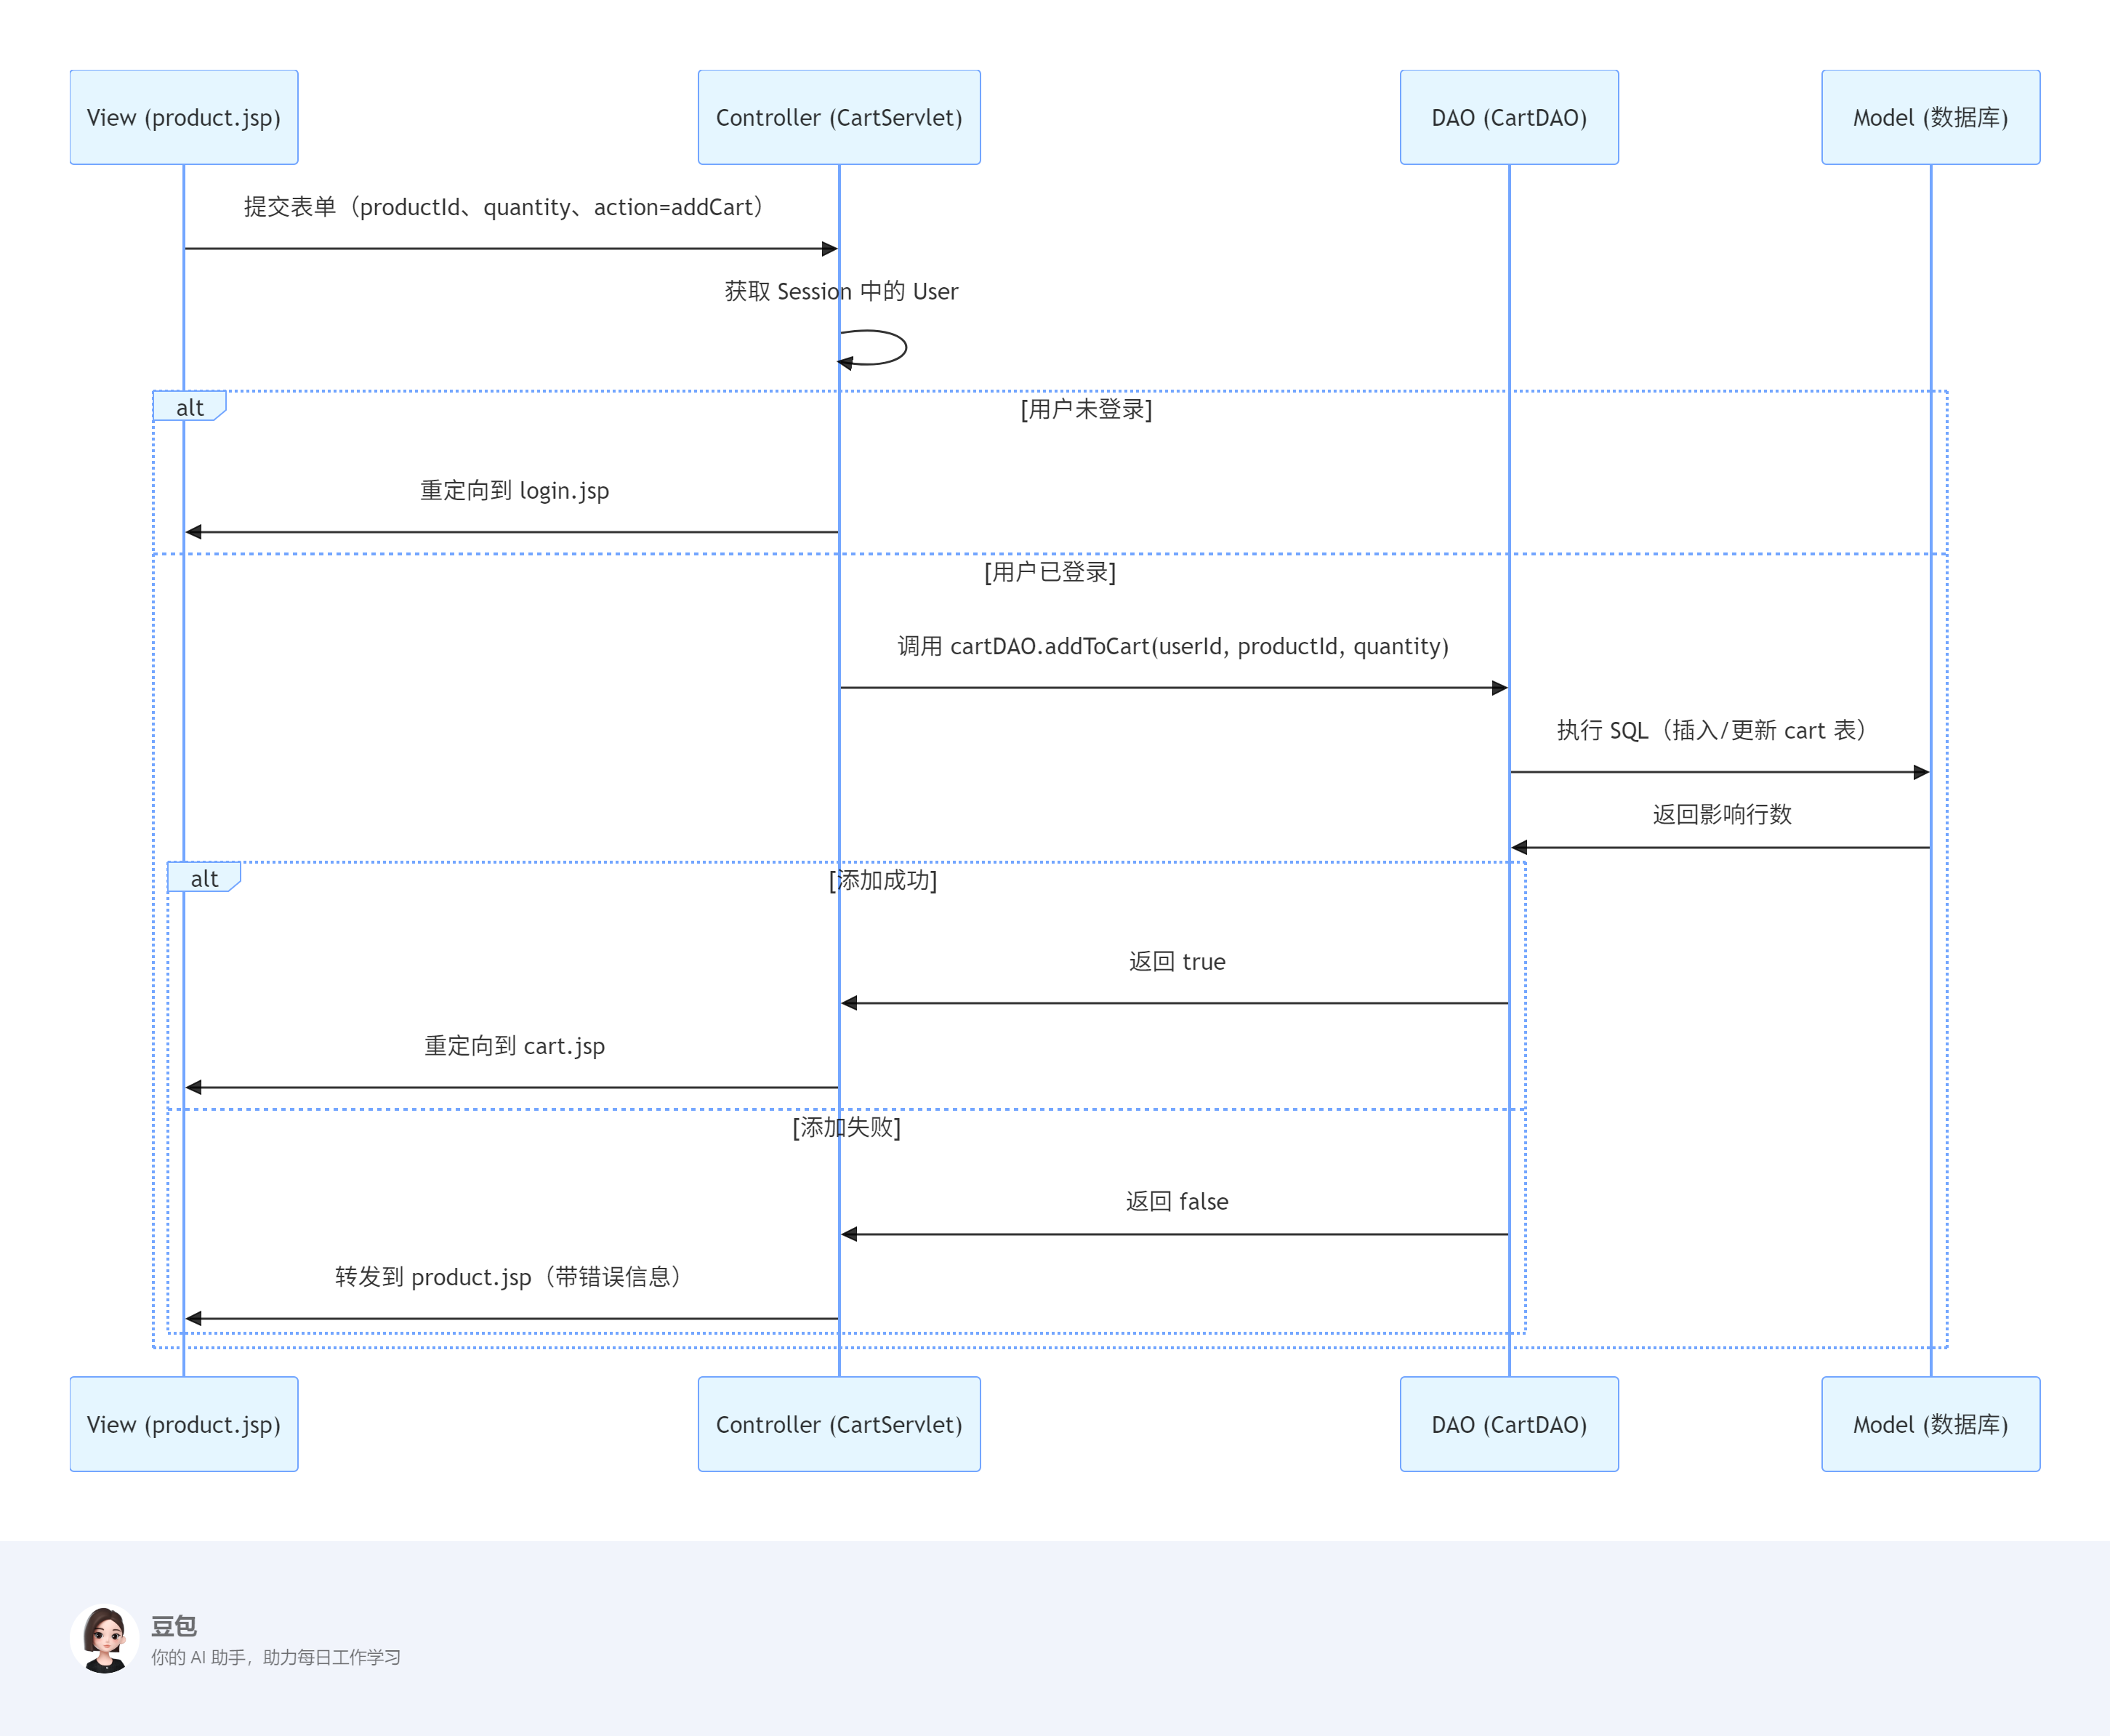 View (product.jsp)
Controller (CartServlet)
DAO (CartDAO)
Model (数据库)
提交表单（productId、quantity、action=addCart）
获取 Session 中的 User
alt
[用户未登录]
重定向到 login.jsp
[用户已登录]
调用 cartDAO.addToCart(userId, productId, quantity)
执行 SQL（插入/更新 cart 表）
返回影响行数
alt
[添加成功]
返回 true
重定向到 cart.jsp
[添加失败]
返回 false
转发到 product.jsp（带错误信息）
View (product.jsp)
Controller (CartServlet)
DAO (CartDAO)
Model (数据库)
豆包
你的 AI 助手，助力每日工作学习